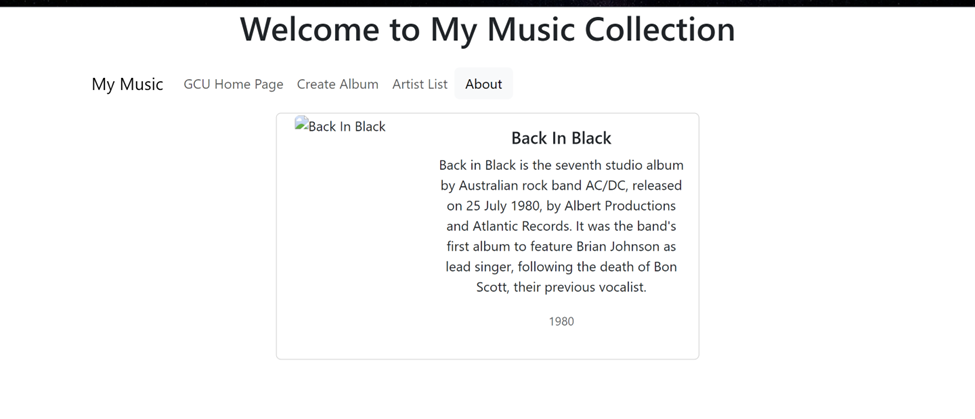 Welcome to My Music Collection
My Music GCU Home Page Create Album Artist List About
Back In Black
Back In Black
Back in Black is the seventh studio album
by Australian rock band AC/DC, released
on 25 July 1980, by Albert Productions
and Atlantic Records. It was the band's
first album to feature Brian Johnson as
lead singer, following the death of Bon
Scott, their previous vocalist.
1980